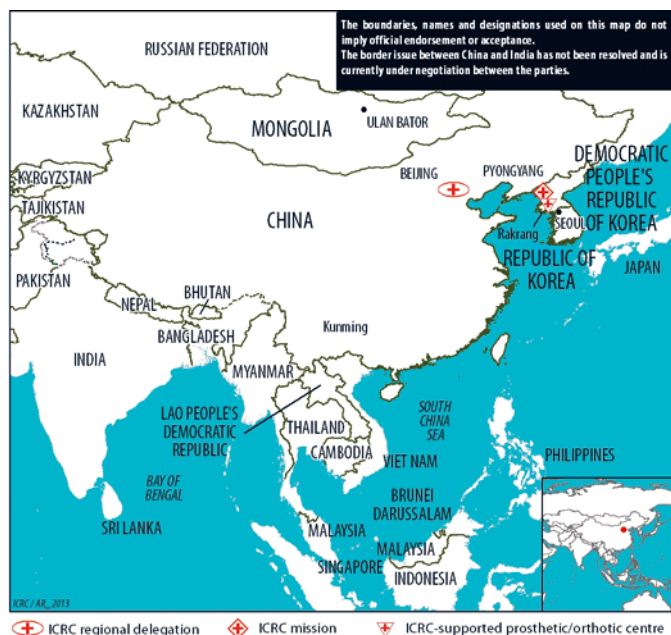 The boundaries, names and designations used on this map do not
imply official endorsement or acceptance.
The border issue between China and India has not been resolved and is
currently under negotiation between the parties.
RUSSIAN FEDERATION
KAZAKHSTAN
MONGOLIA
ULAN BATOR
KYRGYZSTAN
TAJIKISTAN
BEIJING
PYONGYANG
DEMOCRATIC
PEOPLE'S
REPUBLIC
OF KOREA
CHINA
SEOUL
Rakrang
REPUBLIC OF
KOREA
JAPAN
PAKISTAN
NEPAL
BHUTAN
BANGLADESH
Kunming
INDIA
MYANMAR
LAO PEOPLE'S
DEMOCRATIC
REPUBLIC
THAILAND
CAMBODIA
VIET NAM
SOUTH
CHINA
SEA
PHILIPPINES
BAY OF
BENGAL
SRI LANKA
BRUNEI
DARUSSALAM
MALAYSIA
MALAYSIA
SINGAPORE
INDONESIA
ICRC / AR_2013
ICRC regional delegation
ICRC mission
ICRC-supported prosthetic/orthotic centre